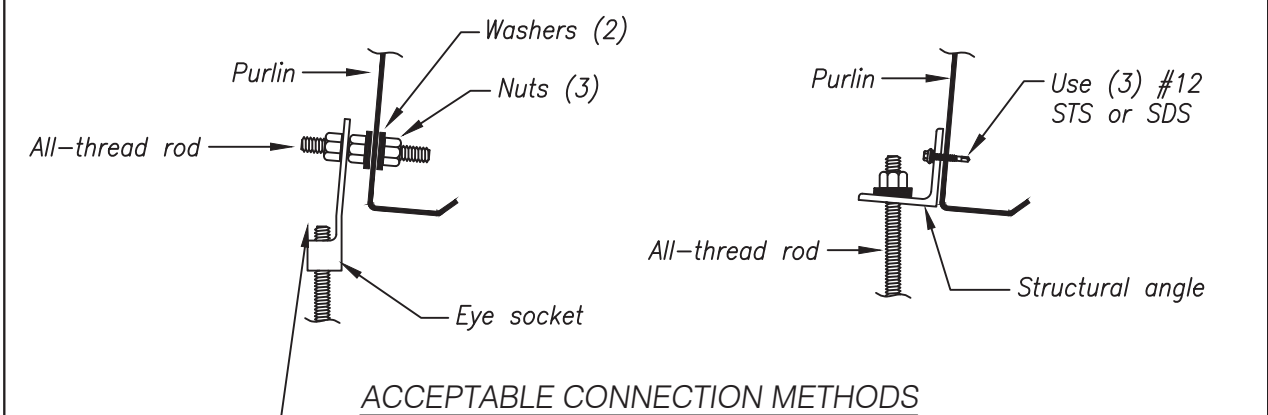 Washers (2)
Purlin
Nuts (3)
All-thread rod
Eye socket
Purlin
Use (3) #12
STS or SDS
All-thread rod
Structural angle
ACCEPTABLE CONNECTION METHODS